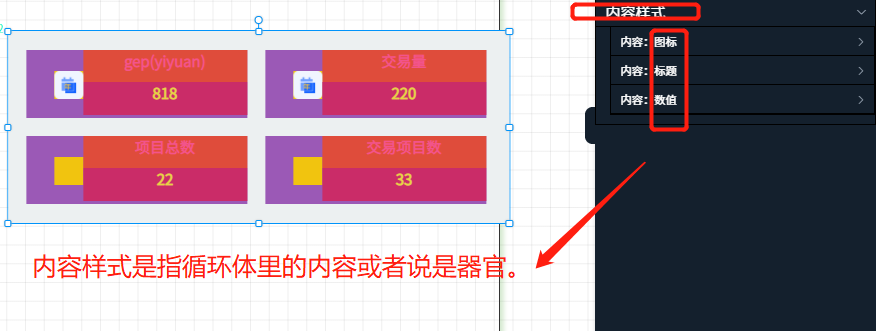 2
内容样式
gep(yiyuan)
818
交易量
220
项目总数
22
交易项目数
33
内容：图标
内容：标题
内容：数值
内容样式是指循环体里的内容或者说是器官。